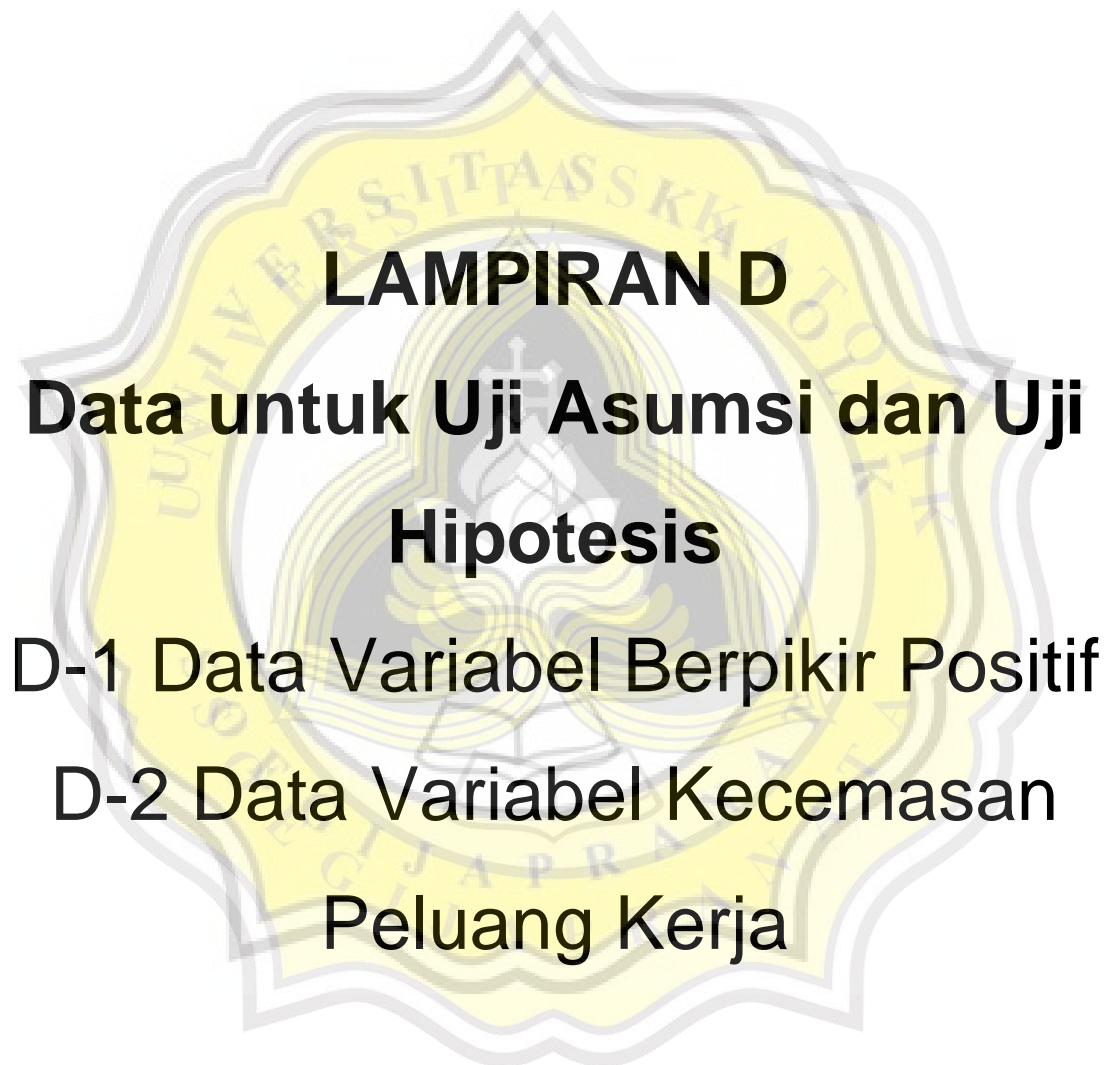 LAMPIRAN D
Data untuk Uji Asumsi dan Uji
Hipotesis
D-1 Data Variabel Berpikir Positif
D-2 Data Variabel Kecemasan
Peluang Kerja